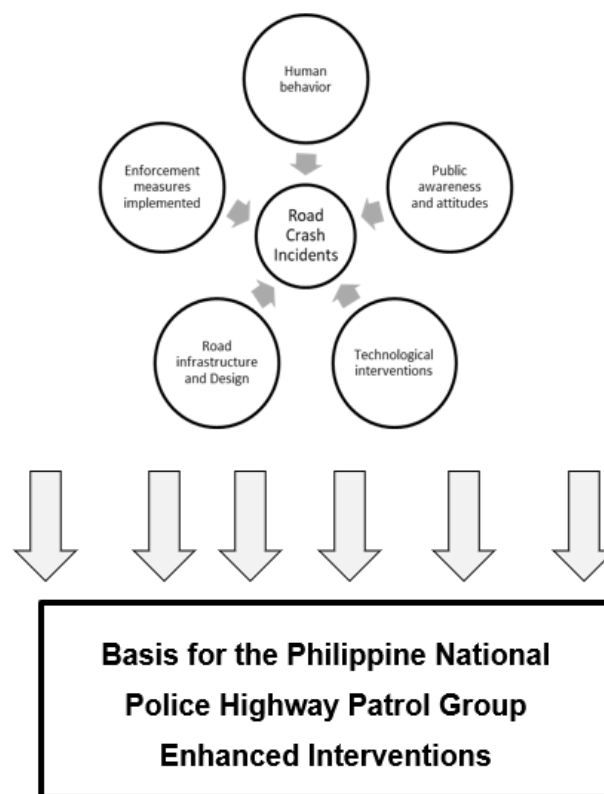 Human
behavior
Enforcement
measures
implemented
Public
awareness
and attitudes
Road
Crash
Incidents
Road
infrastructure
and Design
Technological
interventions
Basis for the Philippine National
Police Highway Patrol Group
Enhanced Interventions